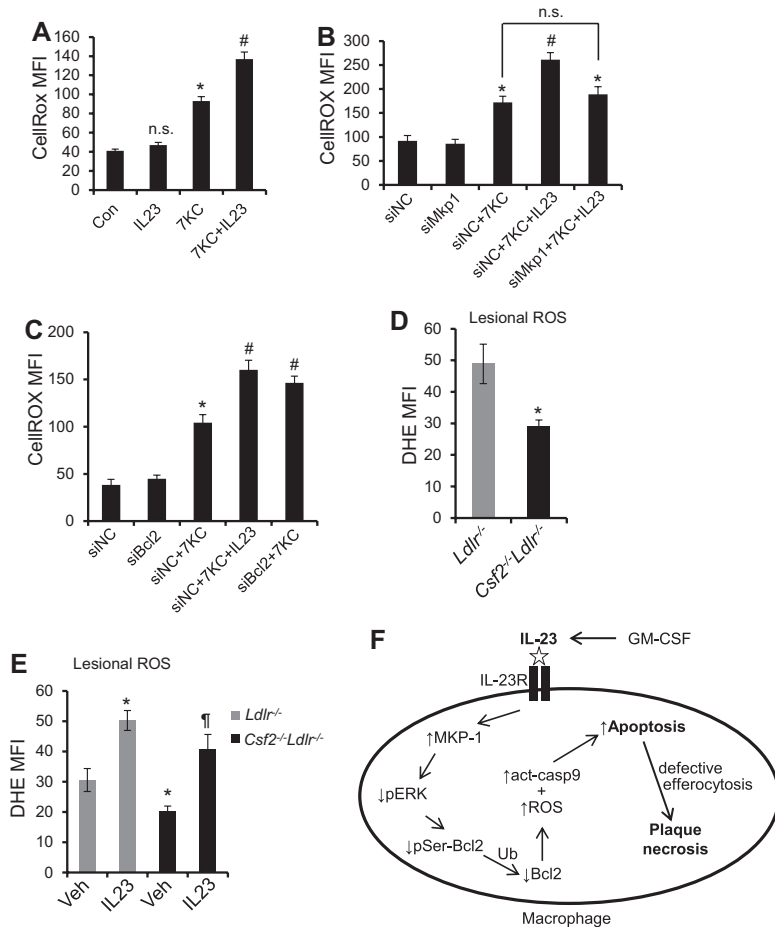 A
CellRox MFI
160
140
120
100
80
60
40
20
0
n.s.
*
#
Con
IL23
7KC
7KC+IL23
B
CellROX MFI
300
250
200
150
100
50
0
n.s.
*
#
*
siNC
siMkp1
siNC+7KC
siNC+7KC+IL23
siMkp1+7KC+IL23
C
CellROX MFI
200
150
100
50
0
*
#
#
siNC
siBcl2
siNC+7KC
siNC+7KC+IL23
siBcl2+7KC
D
Lesional ROS
DHE MFI
60
50
40
30
20
10
0
*
Ldlr-/-
Csf2-/-Ldlr-/-
E
Lesional ROS
DHE MFI
60
50
40
30
20
10
0
*
*
¶
Ldlr-/-
Csf2-/-Ldlr-/-
Veh
IL23
Veh
IL23
F
IL-23
GM-CSF
IL-23R
↑MKP-1
↓pERK
↓pSer-Bcl2
Ub
↓Bcl2
↑act-casp9
+
↑ROS
↑Apoptosis
defective
efferocytosis
Plaque
necrosis
Macrophage